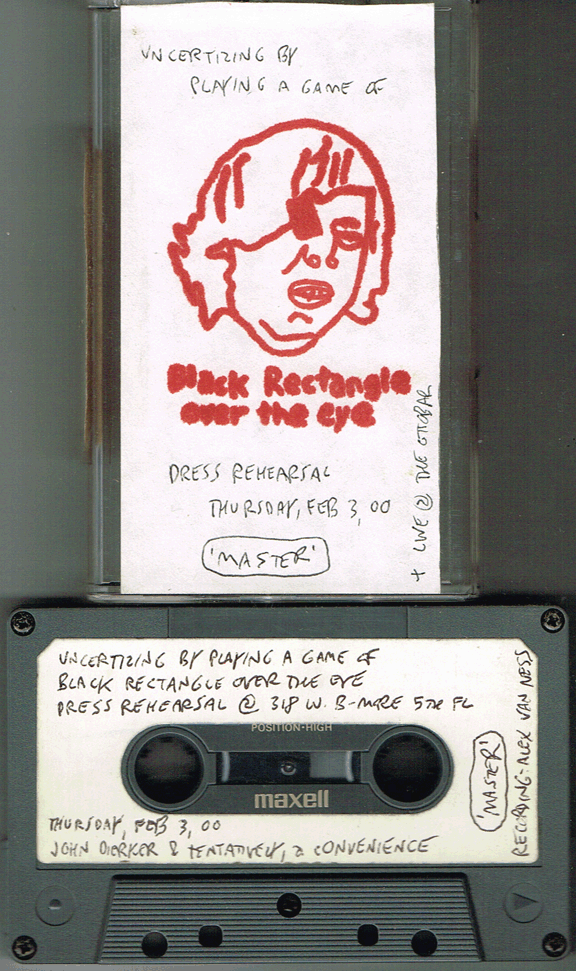 UNCERTIZING BY
PLAYING A GAME OF
Black Rectangle
over the eye
DRESS REHEARSAL
THURSDAY, FEB 3, 00
'MASTER'
+ LIVE @ THE OTTOBAR
UNCERTIZING BY PLAYING A GAME OF
BLACK RECTANGLE OVER THE EYE
DRESS REHEARSAL @ 318 W. B-MORE 5TH FL
POSITION·HIGH
maxell
'MASTER'
RECORDING: ALEX VAN NESS
THURSDAY, FEB 3, 00
JOHN DIERKER & TENTATIVELY, A CONVENIENCE